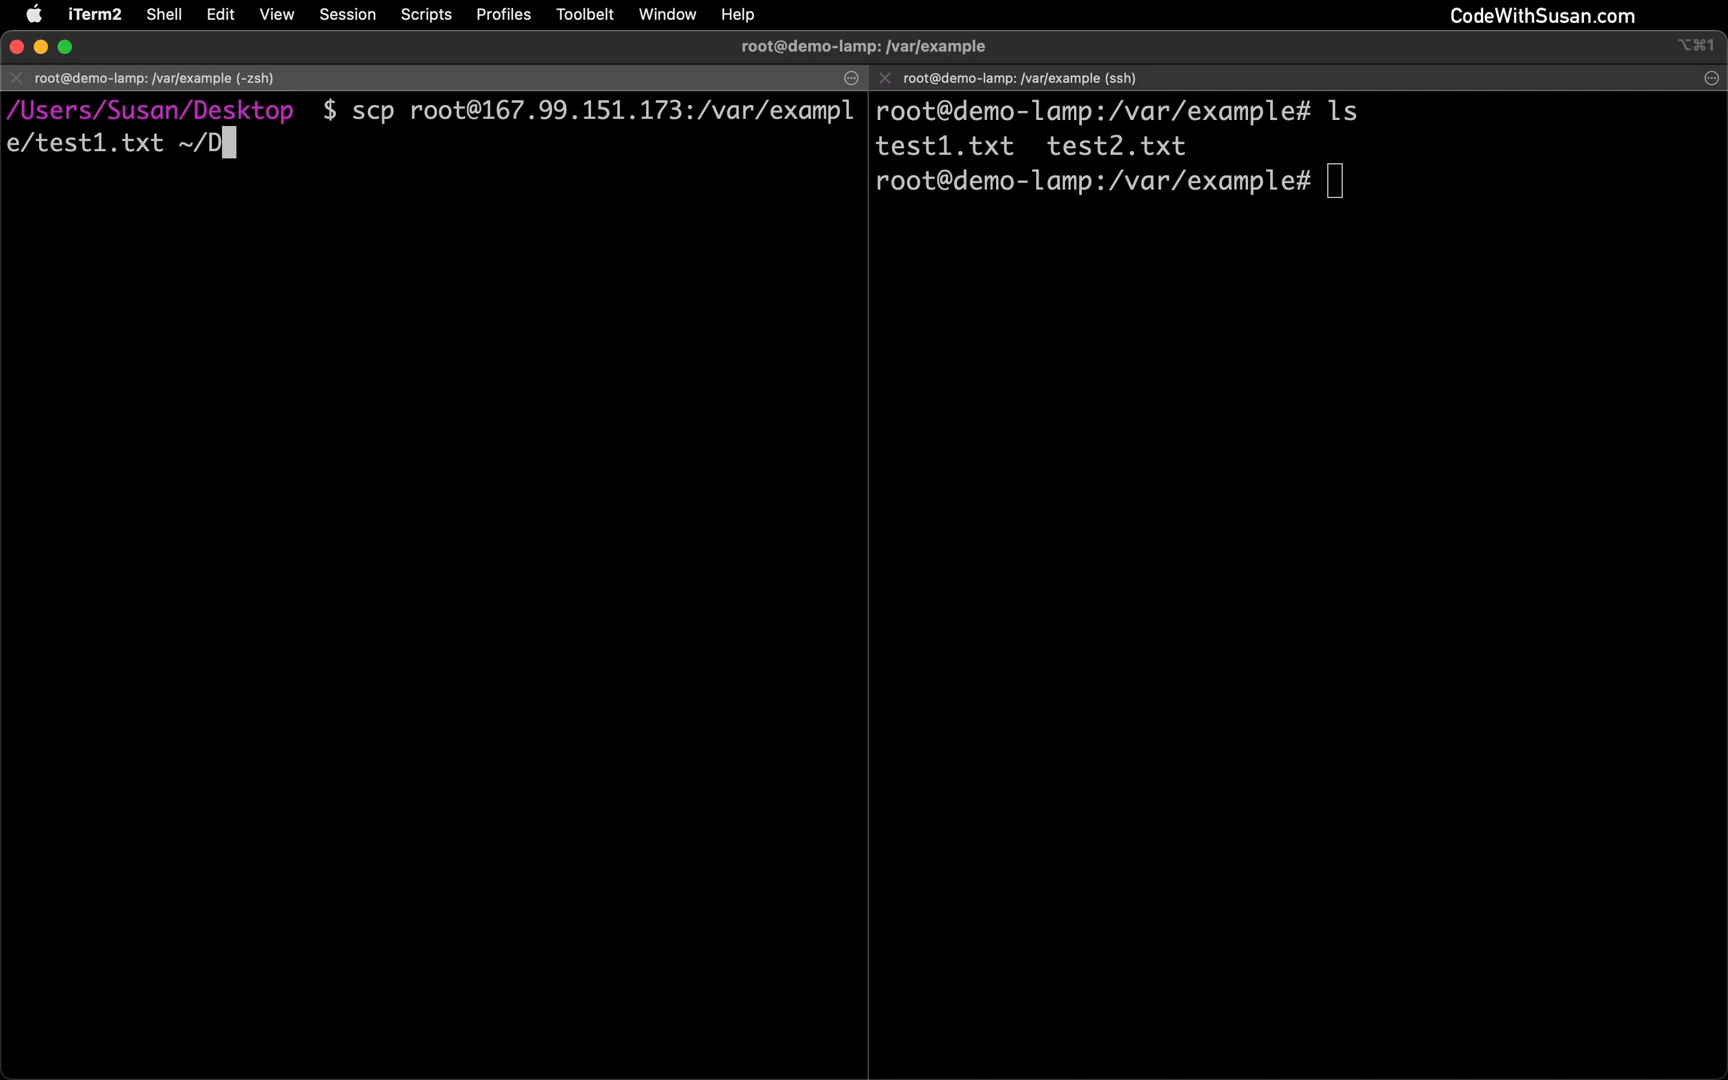 iTerm2 Shell Edit View Session Scripts Profiles Toolbelt Window Help CodeWithSusan.com
root@demo-lamp: /var/example ⌥⌘1
root@demo-lamp: /var/example (-zsh)
/Users/Susan/Desktop $ scp root@167.99.151.173:/var/exampl
e/test1.txt ~/D
root@demo-lamp: /var/example (ssh)
root@demo-lamp:/var/example# ls
test1.txt test2.txt
root@demo-lamp:/var/example#